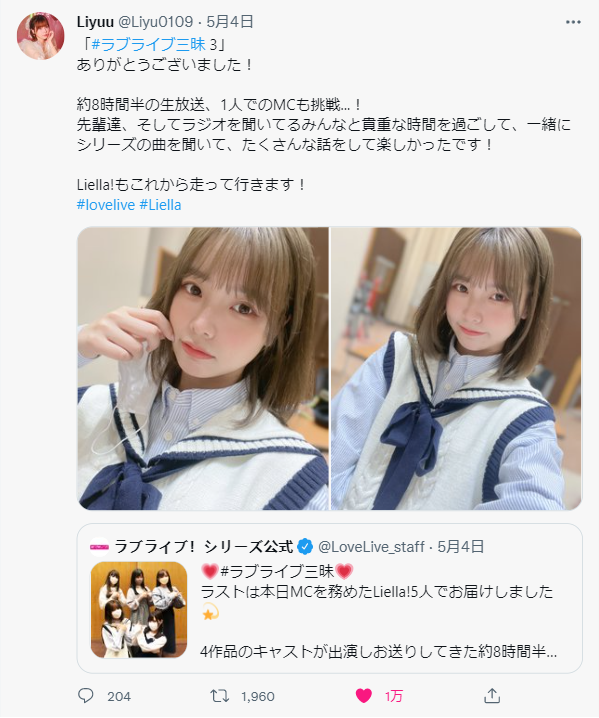 Liyuu @Liyu0109 · 5月4日
「#ラブライブ三昧 3」
ありがとうございました！
約8時間半の生放送、1人でのMCも挑戦...！
先輩達、そしてラジオを聞いてるみんなと貴重な時間を過ごして、一緒に
シリーズの曲を聞いて、たくさんな話をして楽しかったです！
Liella!もこれから走って行きます！
#lovelive #Liella
ラブライブ！シリーズ公式 @LoveLive_staff · 5月4日
💗#ラブライブ三昧💗
ラストは本日MCを務めたLiella!5人でお届けしました
💫
4作品のキャストが出演しお送りしてきた約8時間半...
204 1,960 1万